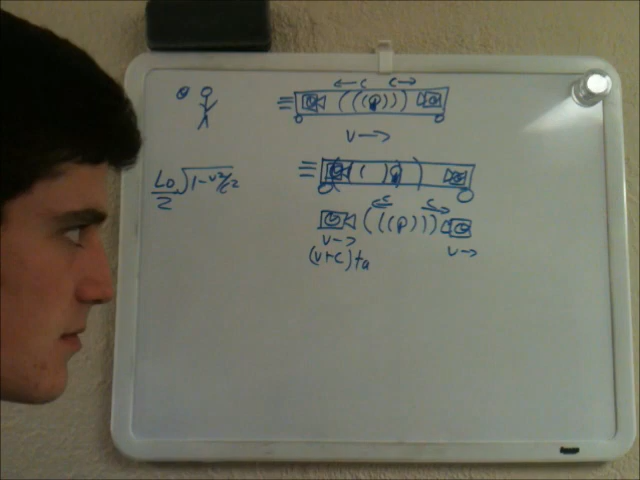 ← c c →
(((P)))
v →
L₀/2 √1-v²/c²
c c
(((P)))
v →
v →
(v+c)tₐ